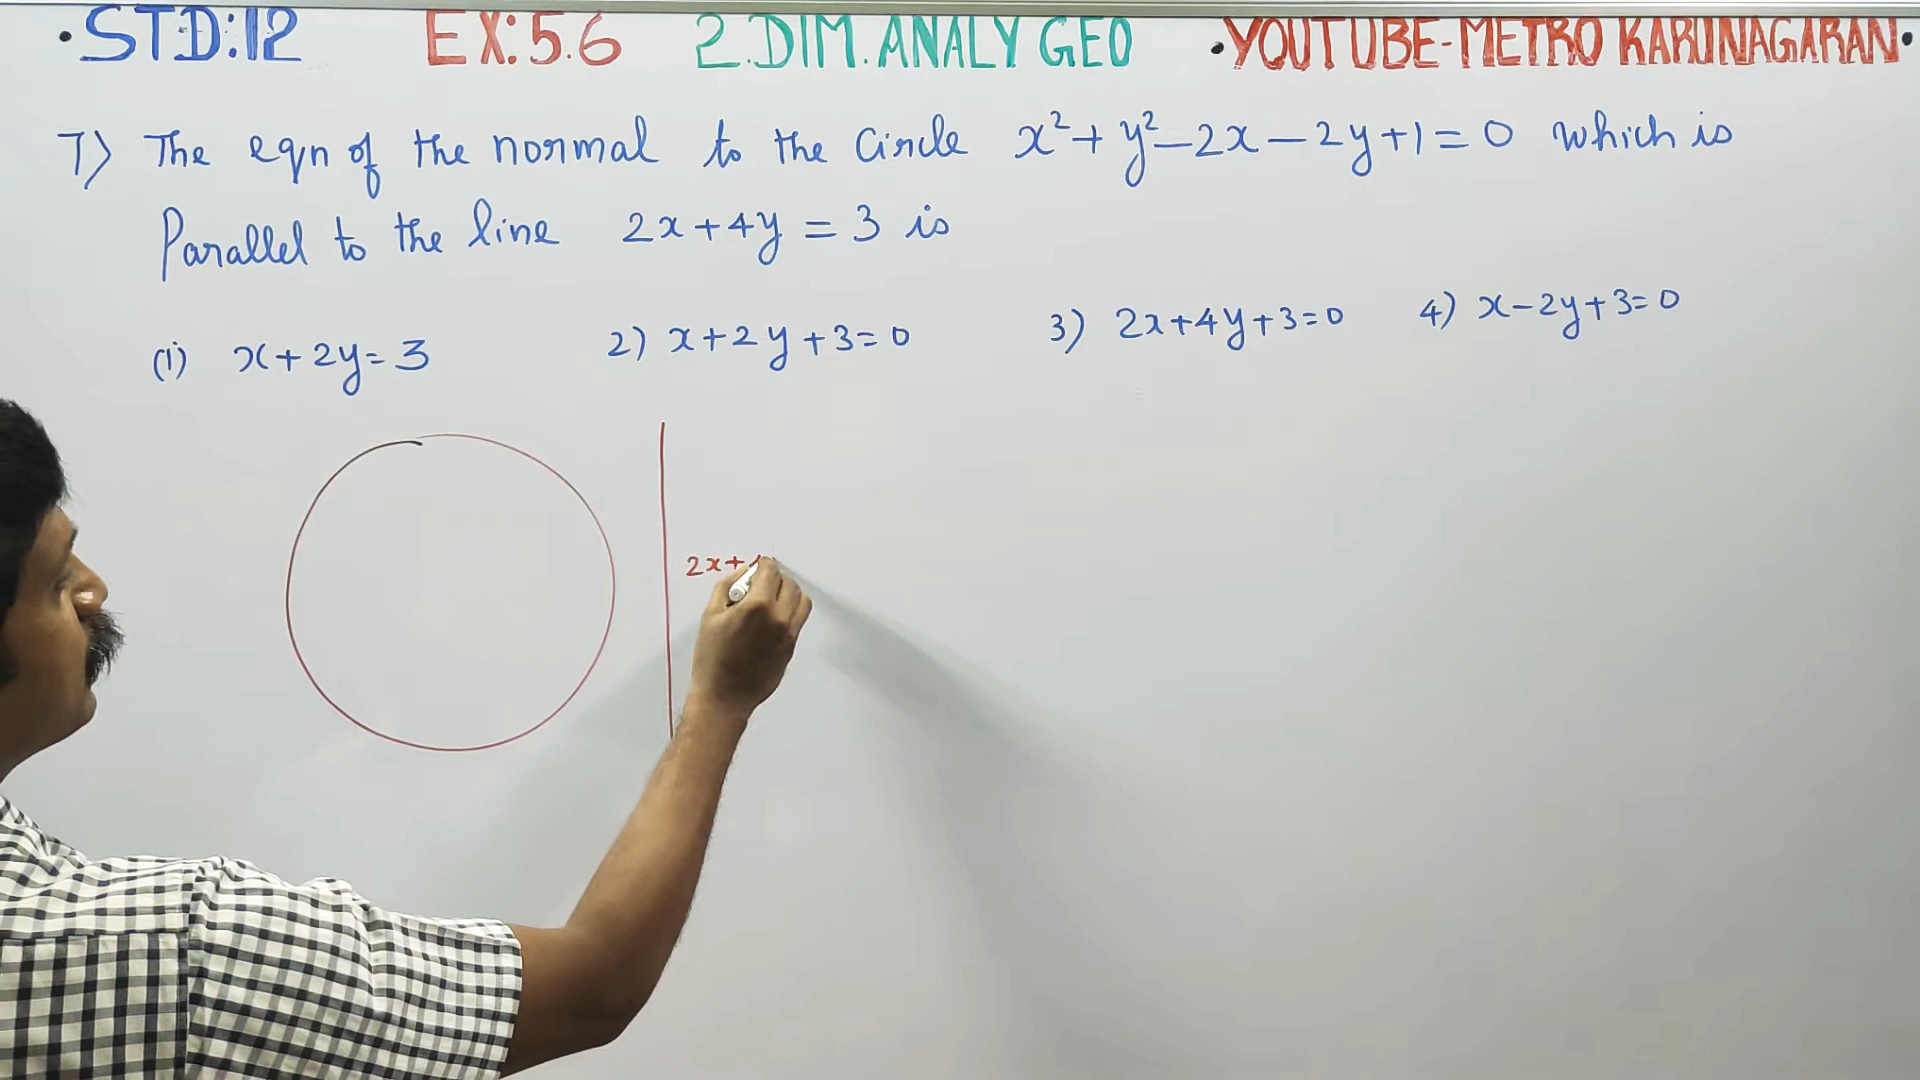 ·STD:12 EX:5.6 2.DIM.ANALY GEO ·YOUTUBE-METRO KARUNAGARAN·
7) The eqn of the normal to the Circle x²+y²-2x-2y+1=0 which is
Parallel to the line 2x+4y=3 is
(1) x+2y=3 2) x+2y+3=0 3) 2x+4y+3=0 4) x-2y+3=0
2x+